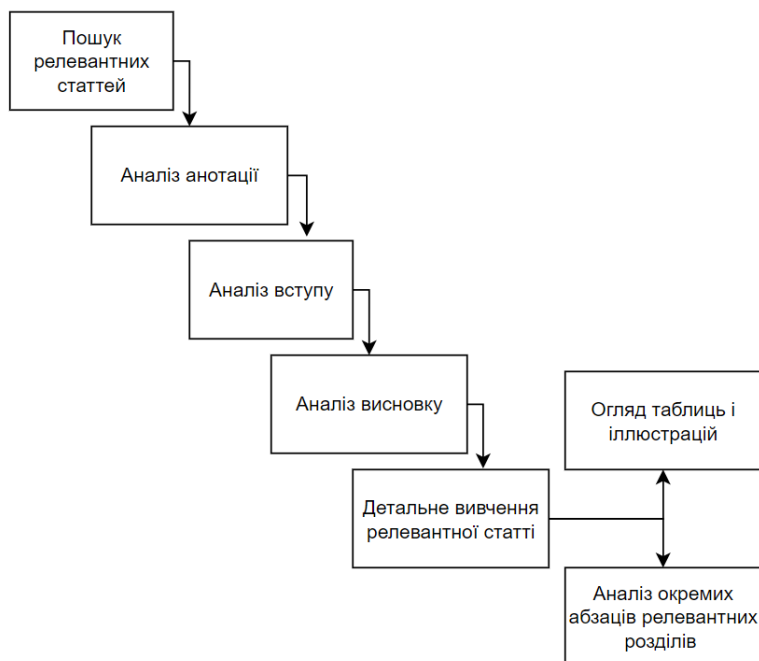 Пошук
релевантних
статтей
Аналіз анотації
Аналіз вступу
Аналіз висновку
Огляд таблиць і
іллюстрацій
Детальне вивчення
релевантної статті
Аналіз окремих
абзаців релевантних
розділів